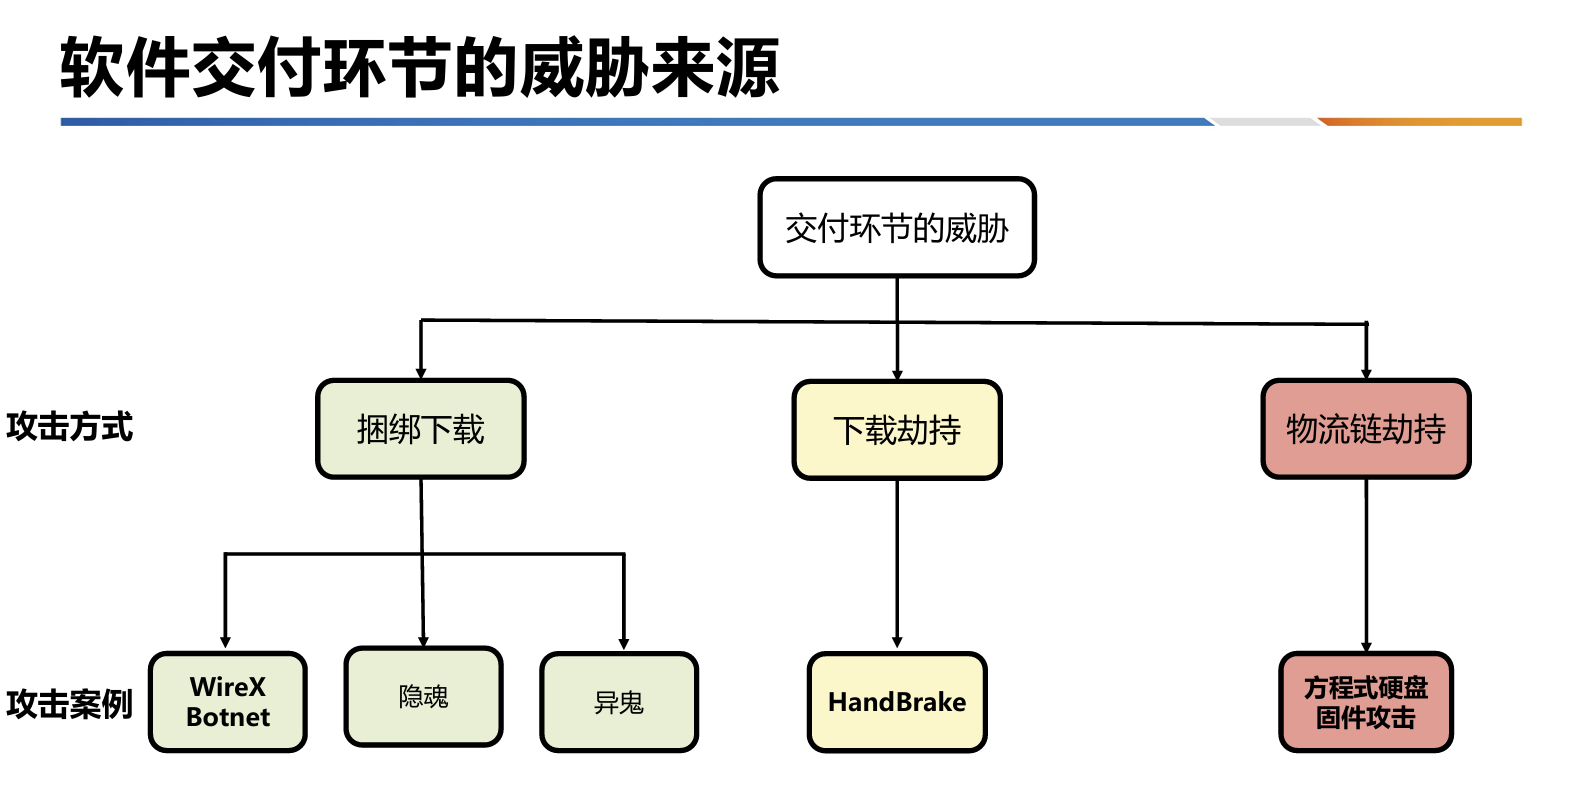 软件交付环节的威胁来源
交付环节的威胁
攻击方式
捆绑下载
下载劫持
物流链劫持
攻击案例
WireX
Botnet
隐魂
异鬼
HandBrake
方程式硬盘
固件攻击